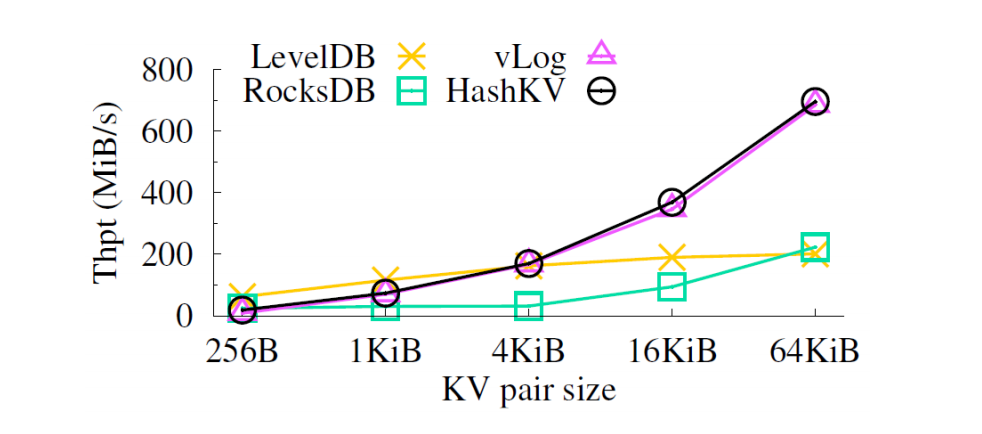 LevelDB vLog
RocksDB HashKV
Thpt (MiB/s)
800
600
400
200
0
256B 1KiB 4KiB 16KiB 64KiB
KV pair size